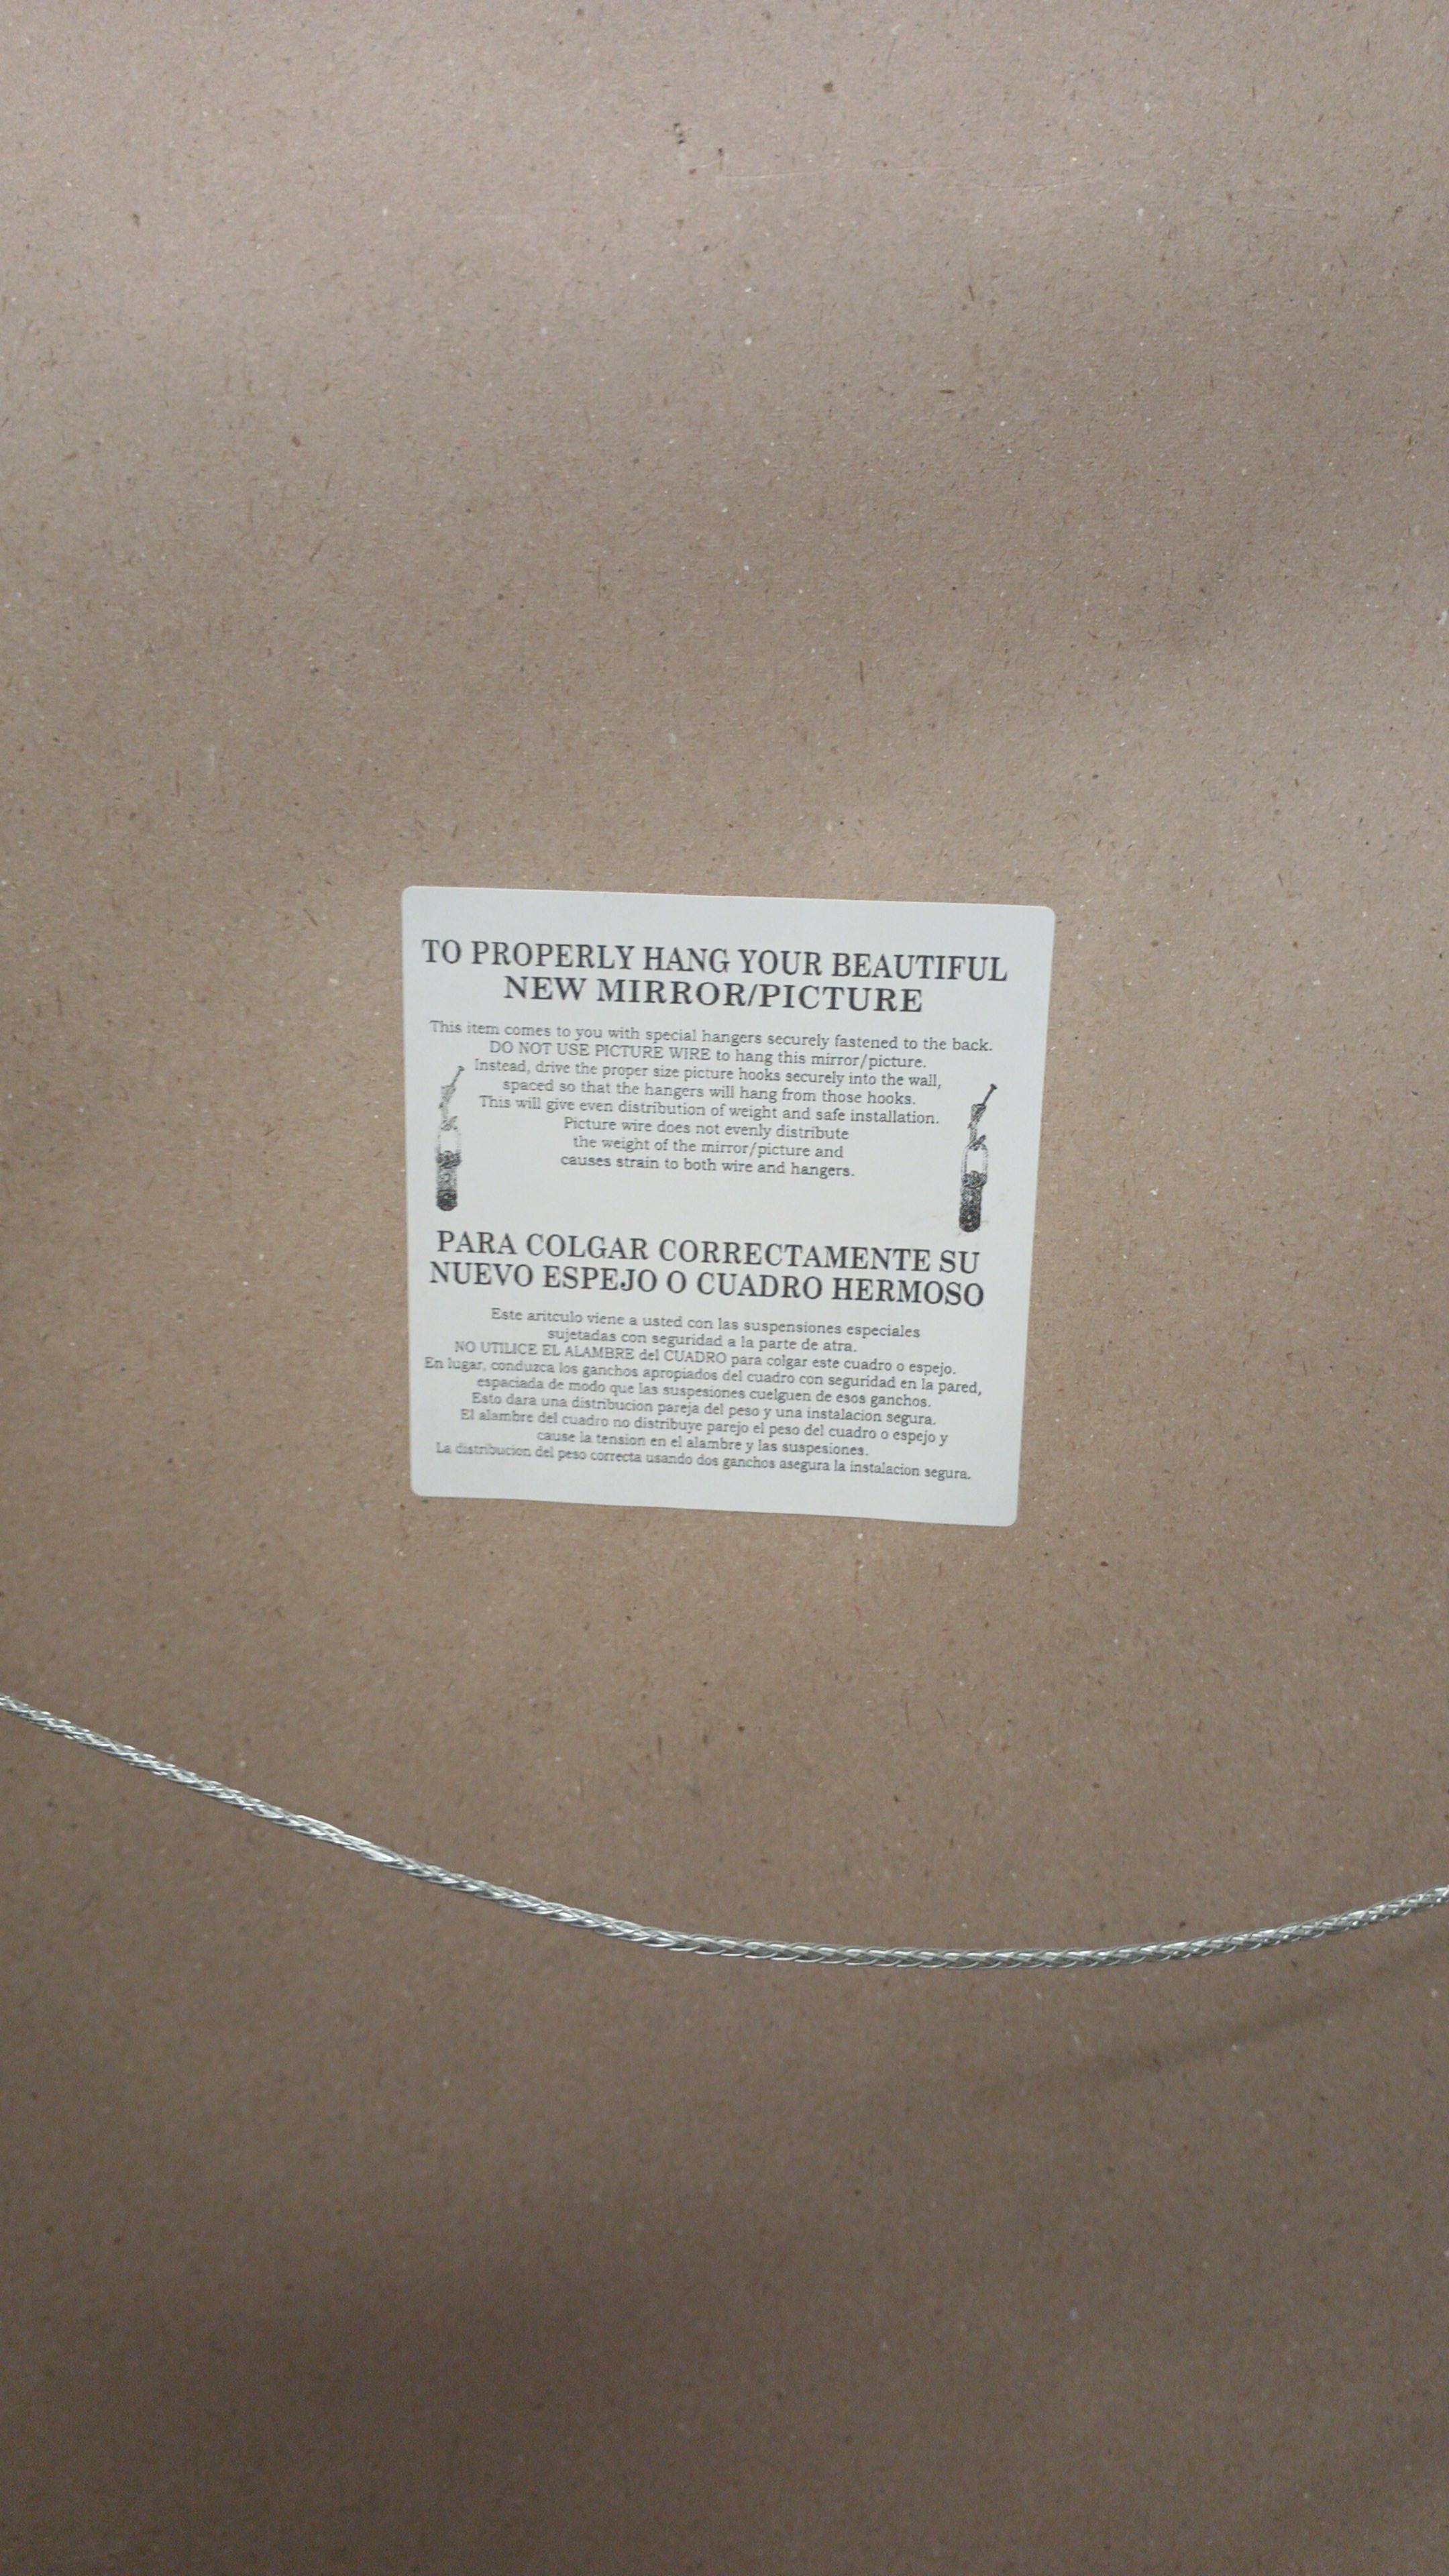 TO PROPERLY HANG YOUR BEAUTIFUL
NEW MIRROR/PICTURE
This item comes to you with special hangers securely fastened to the back.
DO NOT USE PICTURE WIRE to hang this mirror/picture.
Instead, drive the proper size picture hooks securely into the wall,
spaced so that the hangers will hang from those hooks.
This will give even distribution of weight and safe installation.
Picture wire does not evenly distribute
the weight of the mirror/picture and
causes strain to both wire and hangers.
PARA COLGAR CORRECTAMENTE SU
NUEVO ESPEJO O CUADRO HERMOSO
Este aritculo viene a usted con las suspensiones especiales
sujetadas con seguridad a la parte de atra.
NO UTILICE EL ALAMBRE del CUADRO para colgar este cuadro o espejo.
En lugar, conduzca los ganchos apropiados del cuadro con seguridad en la pared,
espaciada de modo que las suspesiones cuelguen de esos ganchos.
Esto dara una distribucion pareja del peso y una instalacion segura.
El alambre del cuadro no distribuye parejo el peso del cuadro o espejo y
cause la tension en el alambre y las suspesiones.
La distribucion del peso correcta usando dos ganchos asegura la instalacion segura.